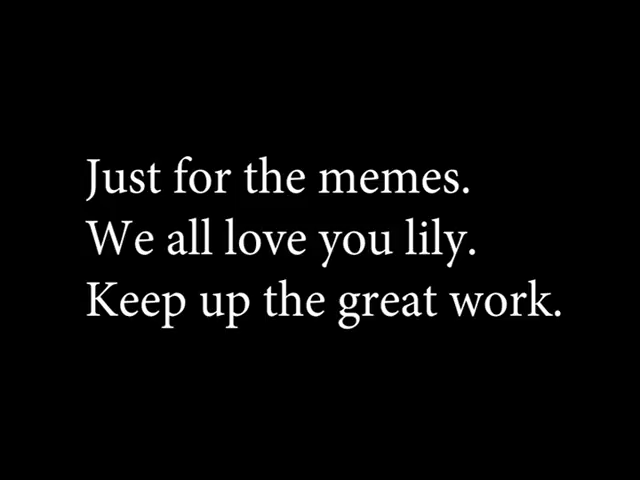 Just for the memes.
We all love you lily.
Keep up the great work.